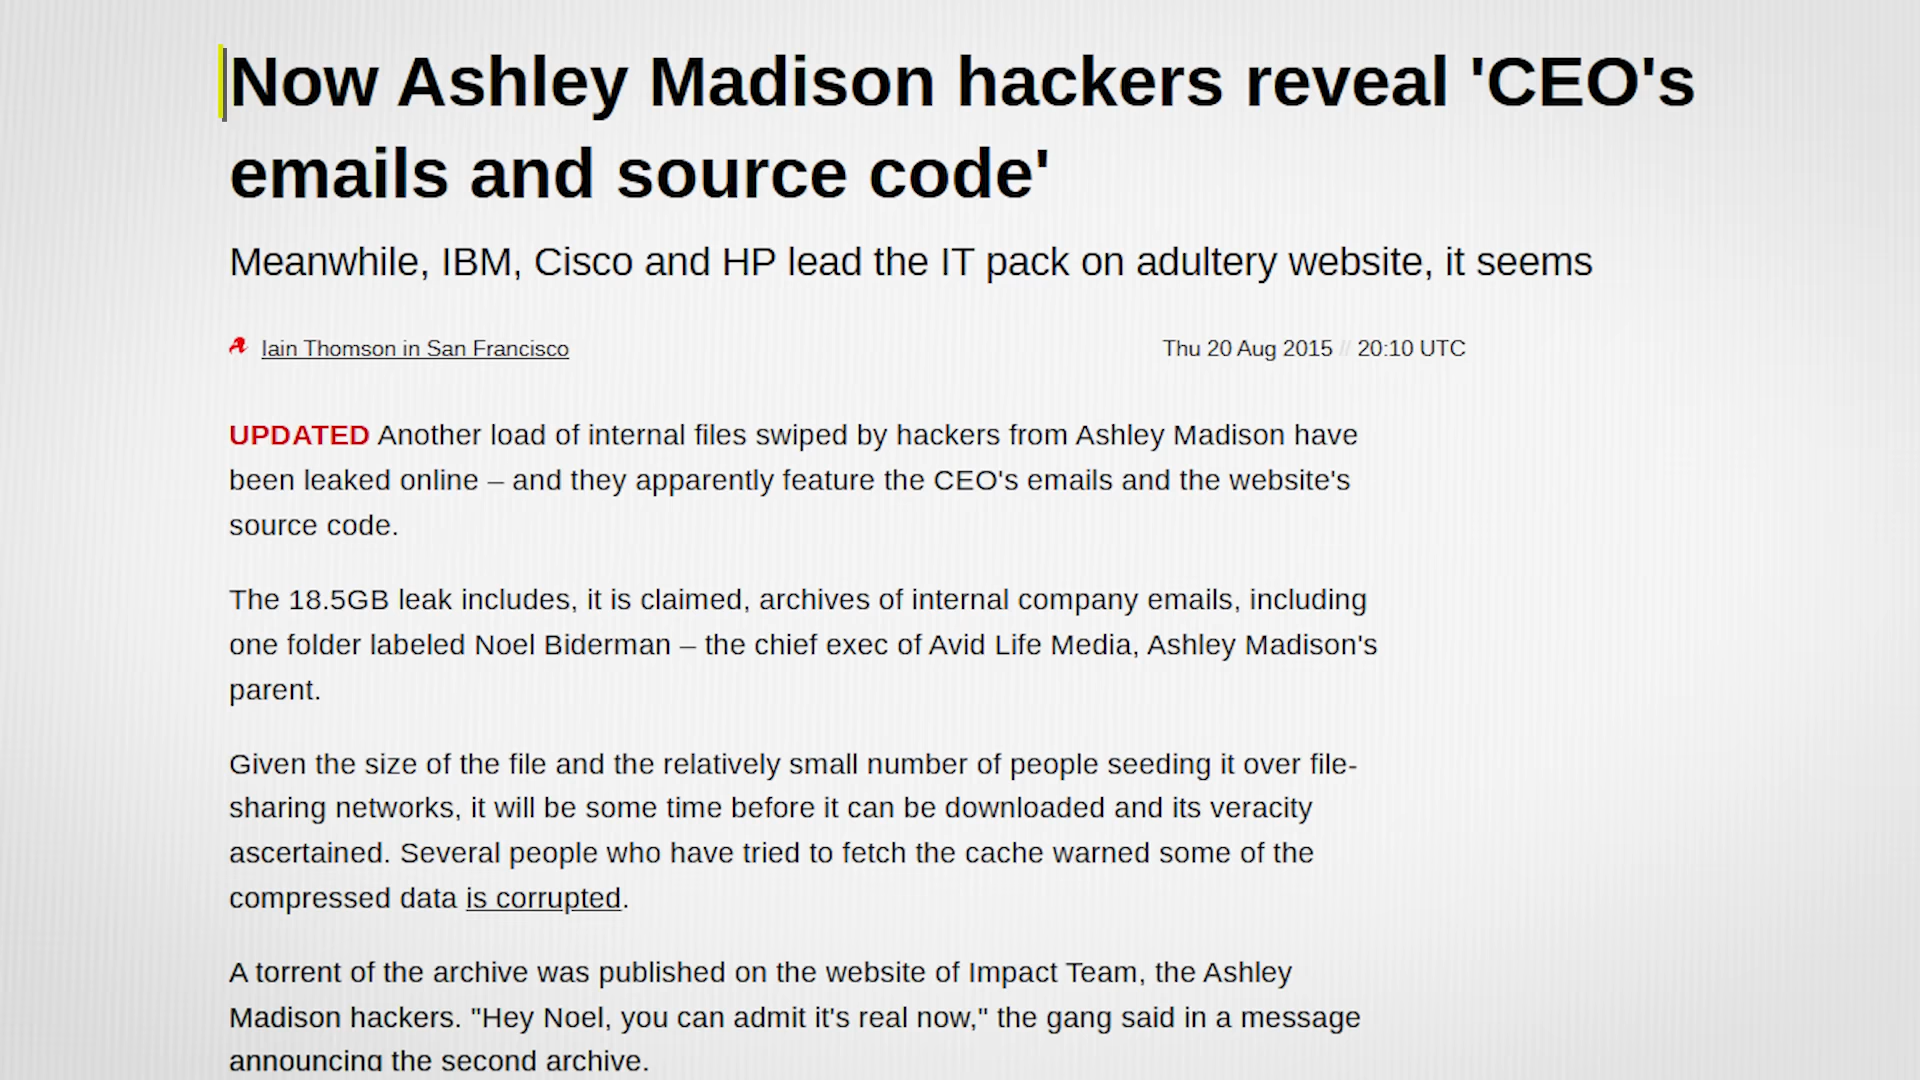 Now Ashley Madison hackers reveal 'CEO's
emails and source code'
Meanwhile, IBM, Cisco and HP lead the IT pack on adultery website, it seems
Iain Thomson in San Francisco
Thu 20 Aug 2015 // 20:10 UTC
UPDATED Another load of internal files swiped by hackers from Ashley Madison have
been leaked online – and they apparently feature the CEO's emails and the website's
source code.
The 18.5GB leak includes, it is claimed, archives of internal company emails, including
one folder labeled Noel Biderman – the chief exec of Avid Life Media, Ashley Madison's
parent.
Given the size of the file and the relatively small number of people seeding it over file-
sharing networks, it will be some time before it can be downloaded and its veracity
ascertained. Several people who have tried to fetch the cache warned some of the
compressed data is corrupted.
A torrent of the archive was published on the website of Impact Team, the Ashley
Madison hackers. "Hey Noel, you can admit it's real now," the gang said in a message
announcing the second archive.